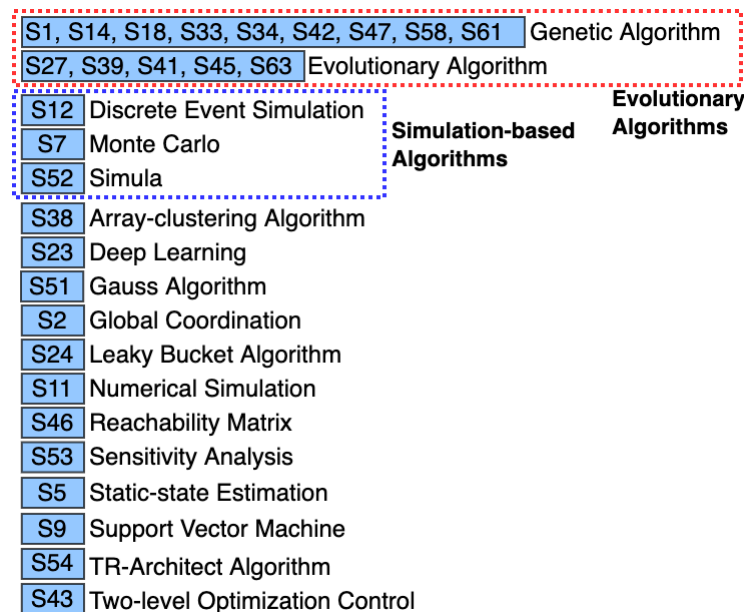 S1, S14, S18, S33, S34, S42, S47, S58, S61 Genetic Algorithm
S27, S39, S41, S45, S63 Evolutionary Algorithm
Evolutionary
Algorithms
S12 Discrete Event Simulation
S7 Monte Carlo
S52 Simula
Simulation-based
Algorithms
S38 Array-clustering Algorithm
S23 Deep Learning
S51 Gauss Algorithm
S2 Global Coordination
S24 Leaky Bucket Algorithm
S11 Numerical Simulation
S46 Reachability Matrix
S53 Sensitivity Analysis
S5 Static-state Estimation
S9 Support Vector Machine
S54 TR-Architect Algorithm
S43 Two-level Optimization Control